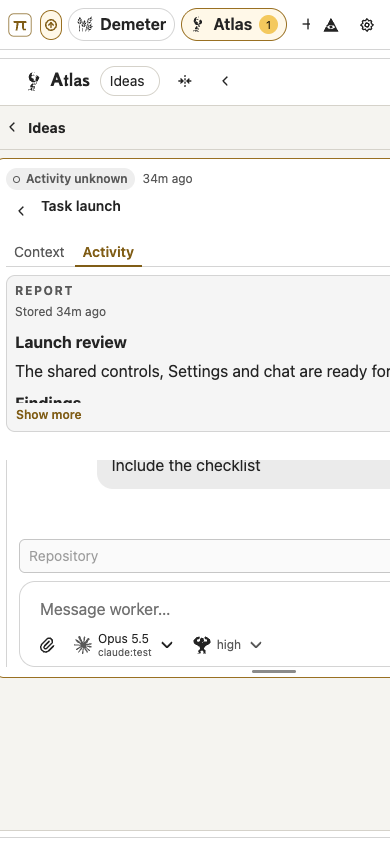 π
Demeter
Atlas 1
Atlas
Ideas
Ideas
Activity unknown 34m ago
Task launch
Context Activity
REPORT
Stored 34m ago
Launch review
The shared controls, Settings and chat are ready for
Findings
Show more
Include the checklist
Repository
Message worker...
Opus 5.5
claude:test
high